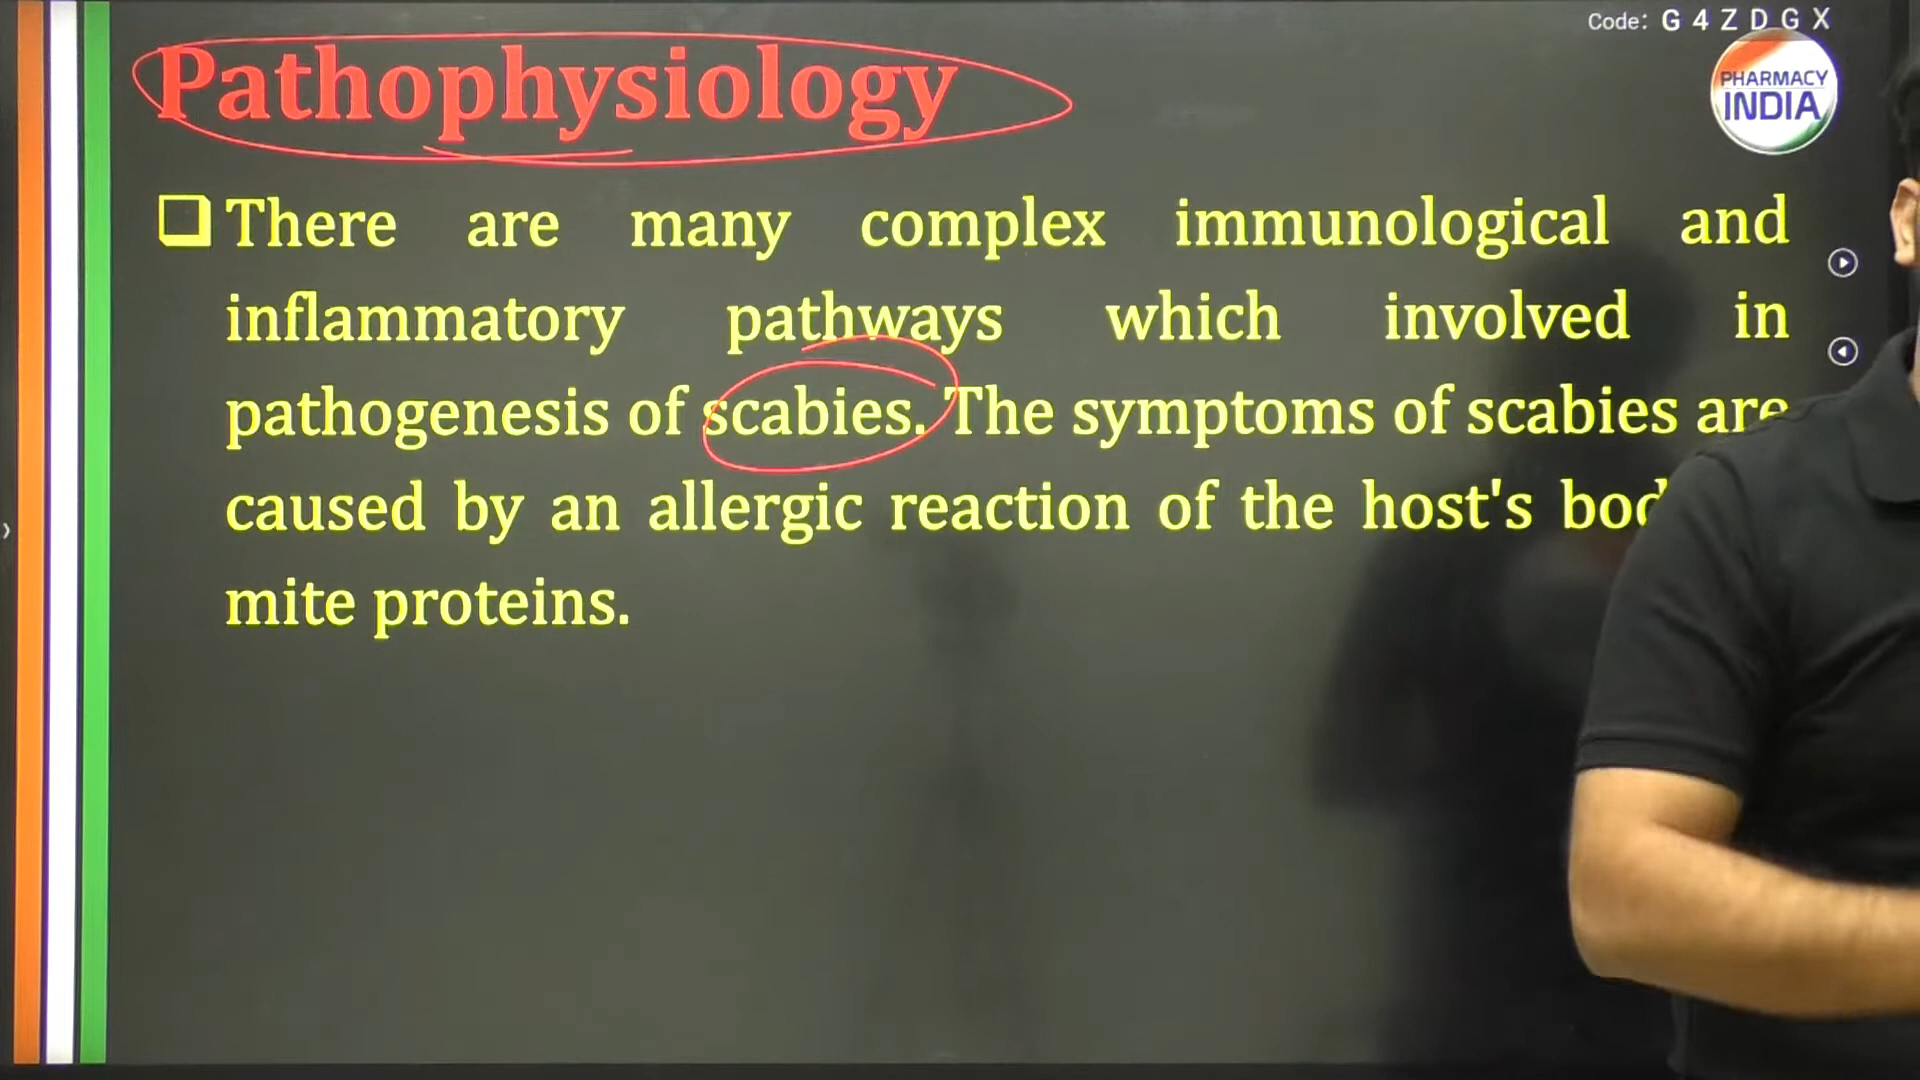 Code: G 4 Z D G X
PHARMACY
INDIA
Pathophysiology
There are many complex immunological and
inflammatory pathways which involved in
pathogenesis of scabies. The symptoms of scabies are
caused by an allergic reaction of the host's
mite proteins.